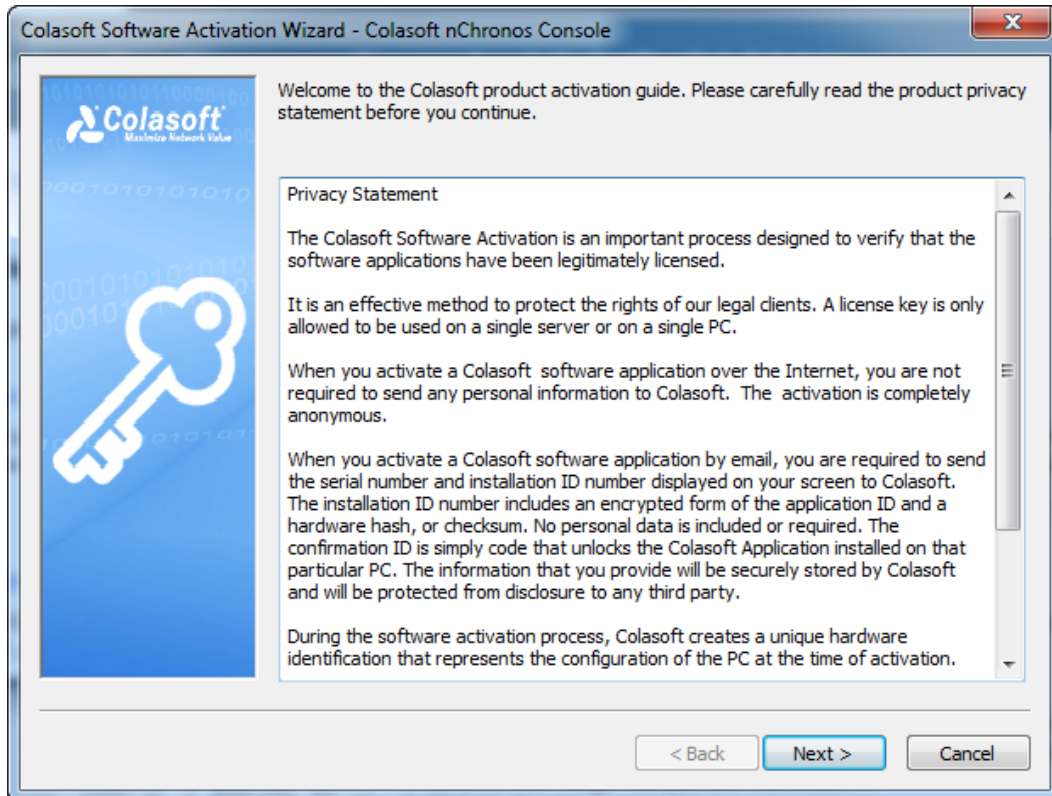 Colasoft Software Activation Wizard - Colasoft nChronos Console
Colasoft
Maximize Network Value
Welcome to the Colasoft product activation guide. Please carefully read the product privacy
statement before you continue.
Privacy Statement
The Colasoft Software Activation is an important process designed to verify that the
software applications have been legitimately licensed.
It is an effective method to protect the rights of our legal clients. A license key is only
allowed to be used on a single server or on a single PC.
When you activate a Colasoft  software application over the Internet, you are not
required to send any personal information to Colasoft.  The  activation is completely
anonymous.
When you activate a Colasoft software application by email, you are required to send
the serial number and installation ID number displayed on your screen to Colasoft.
The installation ID number includes an encrypted form of the application ID and a
hardware hash, or checksum. No personal data is included or required. The
confirmation ID is simply code that unlocks the Colasoft Application installed on that
particular PC. The information that you provide will be securely stored by Colasoft
and will be protected from disclosure to any third party.
During the software activation process, Colasoft creates a unique hardware
identification that represents the configuration of the PC at the time of activation.
< Back
Next >
Cancel